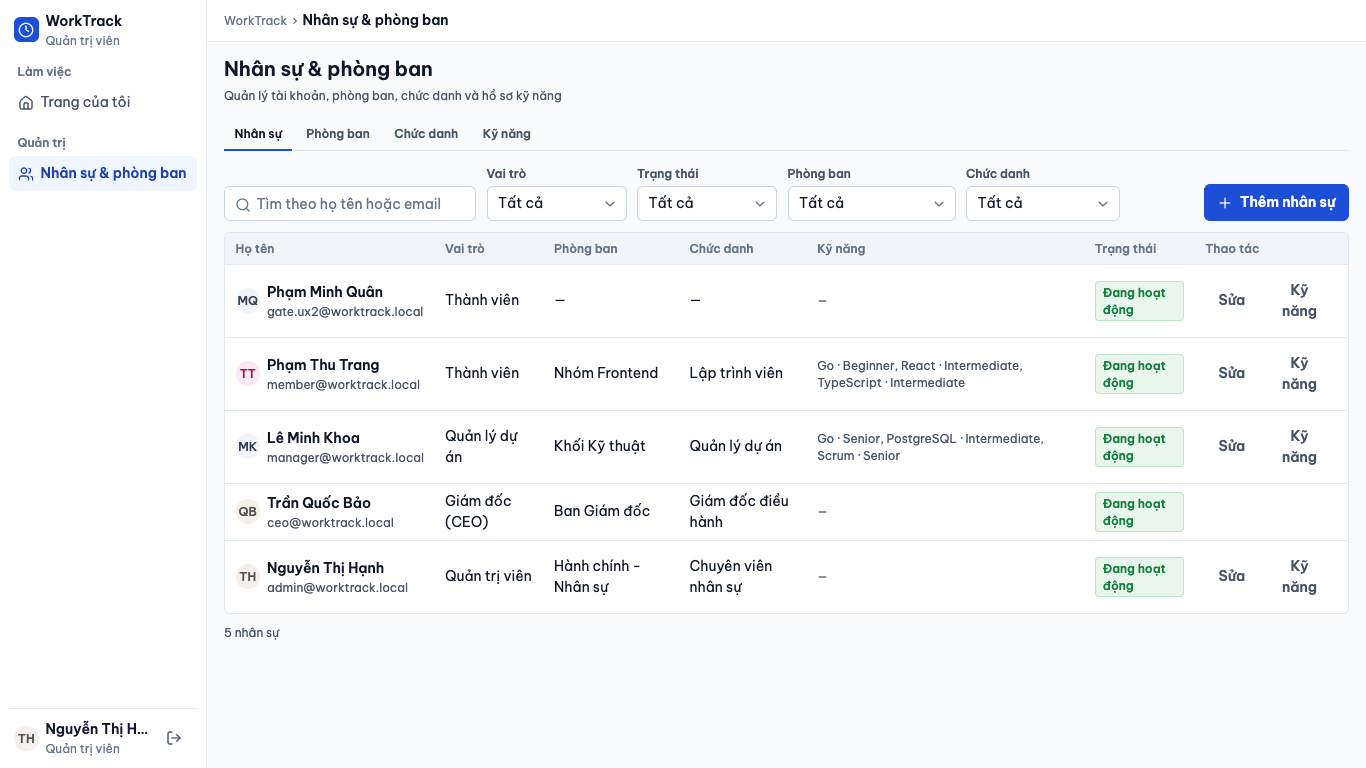 WorkTrack
Quản trị viên
Làm việc
Trang của tôi
Quản trị
Nhân sự & phòng ban
WorkTrack › Nhân sự & phòng ban
Nhân sự & phòng ban
Quản lý tài khoản, phòng ban, chức danh và hồ sơ kỹ năng
Nhân sự Phòng ban Chức danh Kỹ năng
Vai trò Trạng thái Phòng ban Chức danh
Tìm theo họ tên hoặc email Tất cả Tất cả Tất cả Tất cả + Thêm nhân sự
Họ tên Vai trò Phòng ban Chức danh Kỹ năng Trạng thái Thao tác
MQ Phạm Minh Quân
gate.ux2@worktrack.local
Thành viên — — —
Đang hoạt
động
Sửa
Kỹ
năng
TT Phạm Thu Trang
member@worktrack.local
Thành viên Nhóm Frontend Lập trình viên
Go · Beginner, React · Intermediate,
TypeScript · Intermediate
Đang hoạt
động
Sửa
Kỹ
năng
MK Lê Minh Khoa
manager@worktrack.local
Quản lý dự
án
Khối Kỹ thuật Quản lý dự án
Go · Senior, PostgreSQL · Intermediate,
Scrum · Senior
Đang hoạt
động
Sửa
Kỹ
năng
QB Trần Quốc Bảo
ceo@worktrack.local
Giám đốc
(CEO)
Ban Giám đốc
Giám đốc điều
hành
—
Đang hoạt
động
TH Nguyễn Thị Hạnh
admin@worktrack.local
Quản trị viên
Hành chính -
Nhân sự
Chuyên viên
nhân sự
—
Đang hoạt
động
Sửa
Kỹ
năng
5 nhân sự
TH Nguyễn Thị H...
Quản trị viên